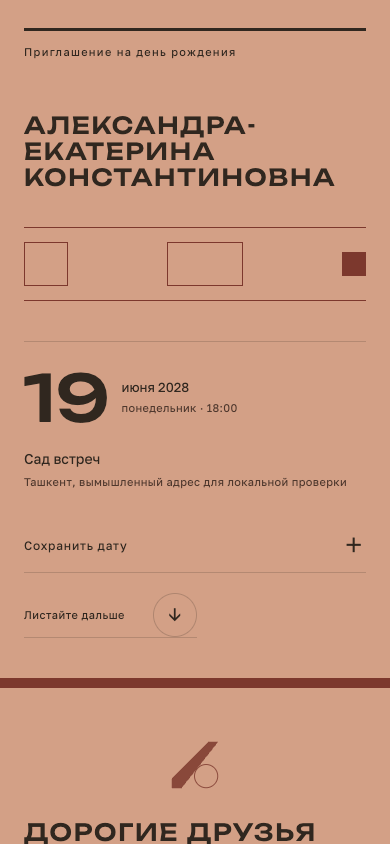 Приглашение на день рождения
АЛЕКСАНДРА-
ЕКАТЕРИНА
КОНСТАНТИНОВНА
19
июня 2028
понедельник · 18:00
Сад встреч
Ташкент, вымышленный адрес для локальной проверки
Сохранить дату +
Листайте дальше
ДОРОГИЕ ДРУЗЬЯ